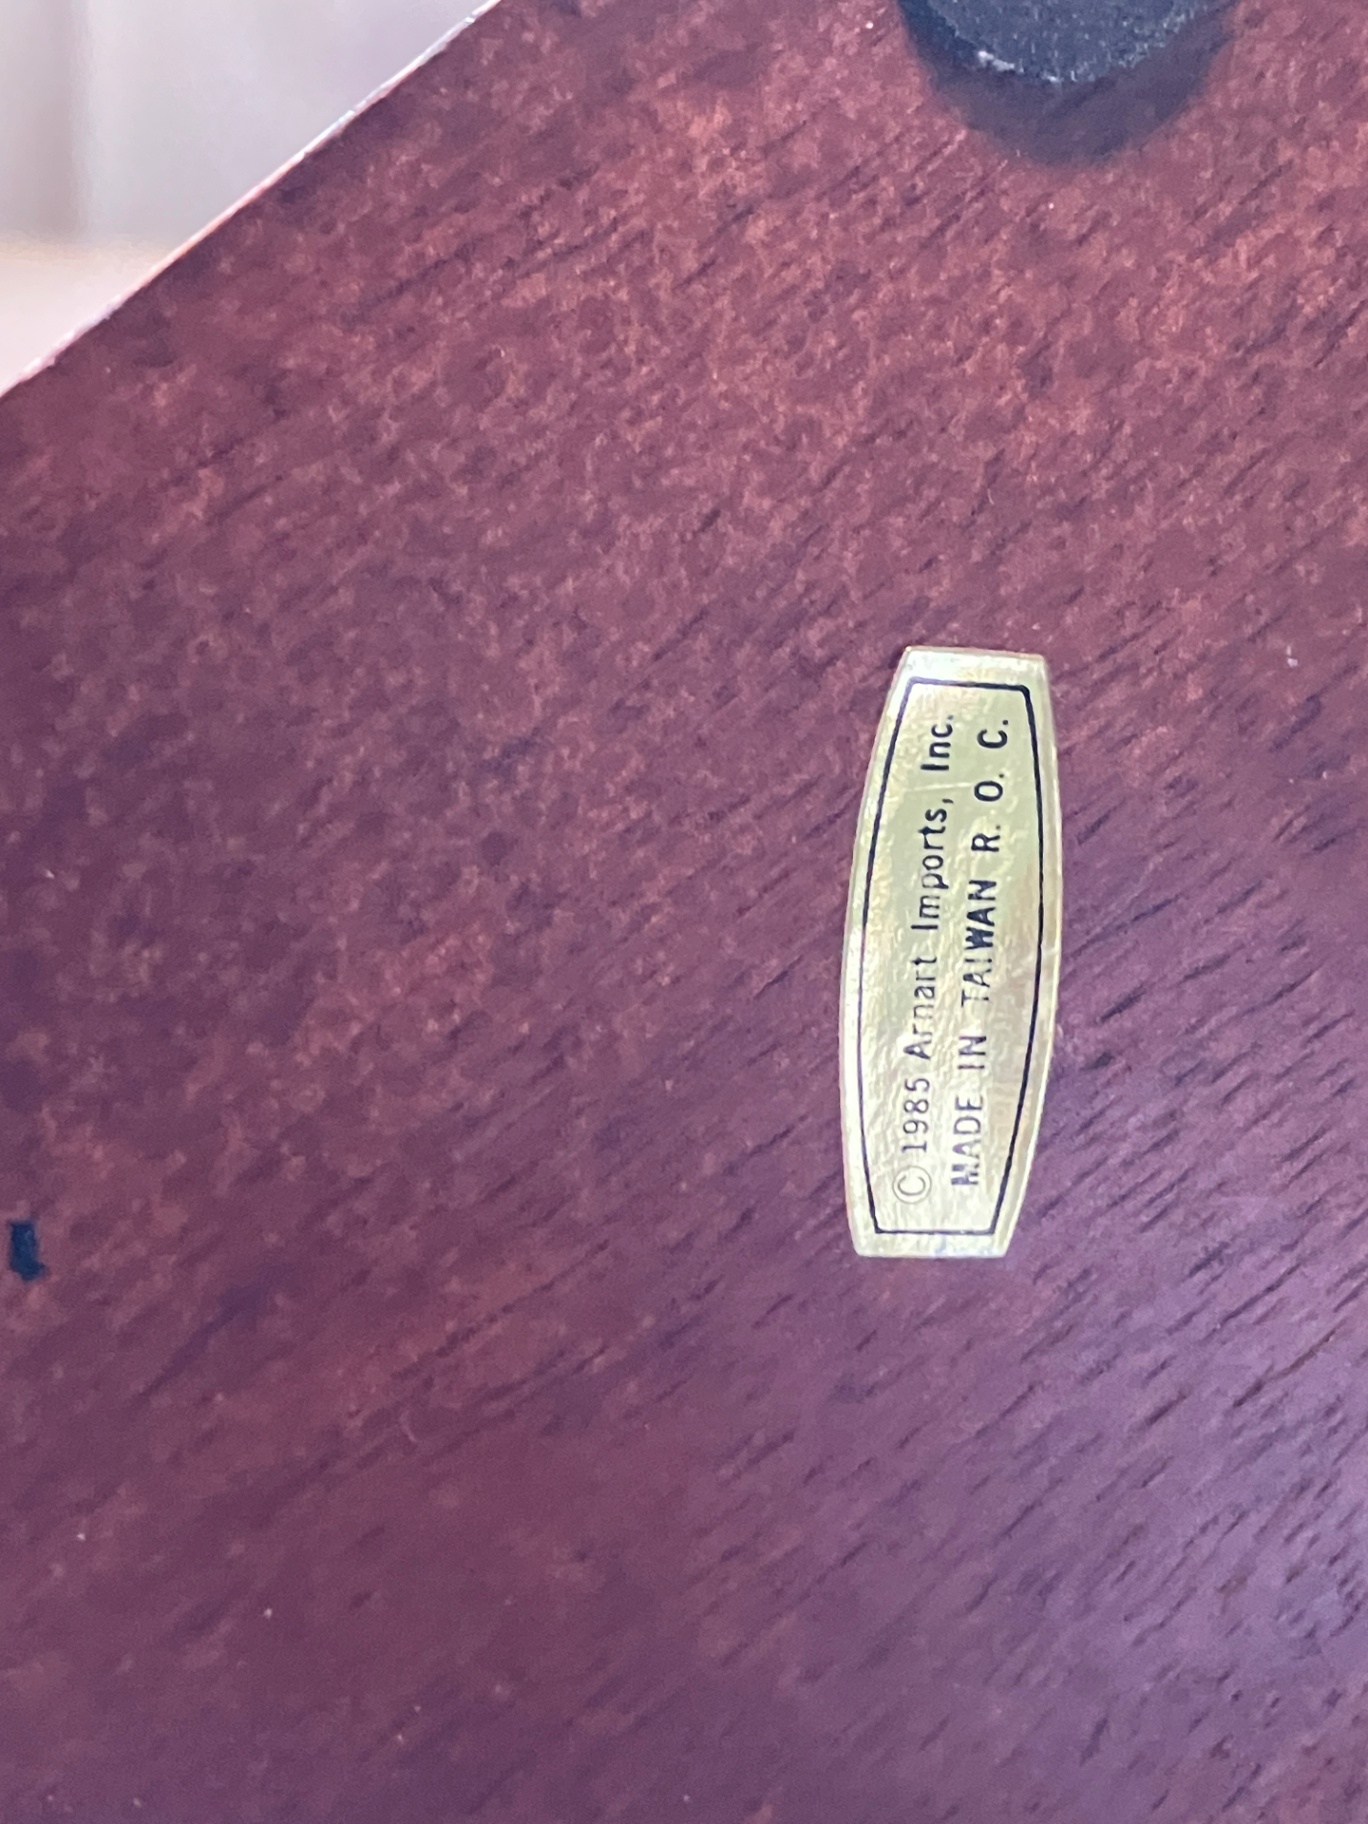 © 1985 Arnart Imports, Inc.
MADE IN TAIWAN R. O. C.